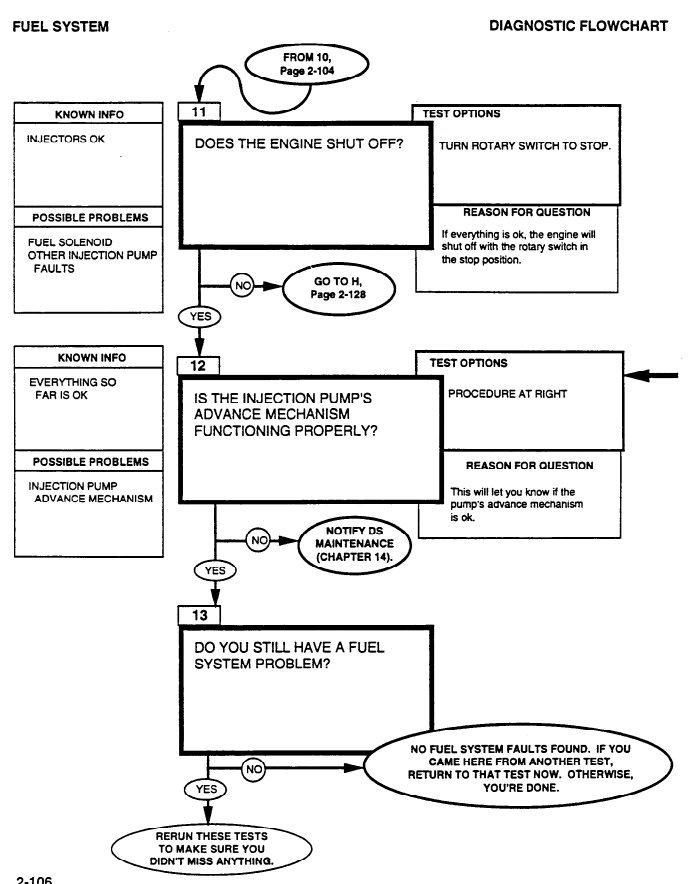 FUEL SYSTEM
DIAGNOSTIC FLOWCHART
FROM 10,
Page 2-104
11
KNOWN INFO
INJECTORS OK
POSSIBLE PROBLEMS
FUEL SOLENOID
OTHER INJECTION PUMP
FAULTS
DOES THE ENGINE SHUT OFF?
TEST OPTIONS
TURN ROTARY SWITCH TO STOP.
REASON FOR QUESTION
If everything is ok, the engine will
shut off with the rotary switch in
the stop position.
NO
GO TO H,
Page 2-128
YES
12
KNOWN INFO
EVERYTHING SO
FAR IS OK
POSSIBLE PROBLEMS
INJECTION PUMP
ADVANCE MECHANISM
IS THE INJECTION PUMP'S
ADVANCE MECHANISM
FUNCTIONING PROPERLY?
TEST OPTIONS
PROCEDURE AT RIGHT
REASON FOR QUESTION
This will let you know if the
pump's advance mechanism
is ok.
NO
NOTIFY DS
MAINTENANCE
(CHAPTER 14).
YES
13
DO YOU STILL HAVE A FUEL
SYSTEM PROBLEM?
NO
NO FUEL SYSTEM FAULTS FOUND. IF YOU
CAME HERE FROM ANOTHER TEST,
RETURN TO THAT TEST NOW. OTHERWISE,
YOU'RE DONE.
YES
RERUN THESE TESTS
TO MAKE SURE YOU
DIDN'T MISS ANYTHING.
2-106